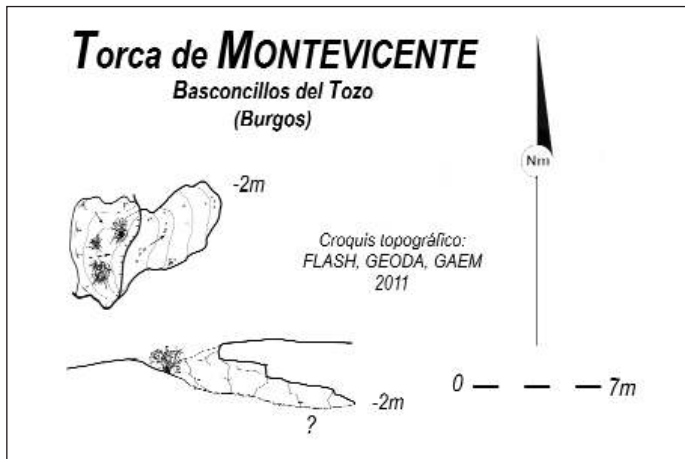 Torca de MONTEVICENTE
Basconcillos del Tozo
(Burgos)
Nm
-2m
Croquis topográfico:
FLASH, GEODA, GAEM
2011
0 7m
-2m
?